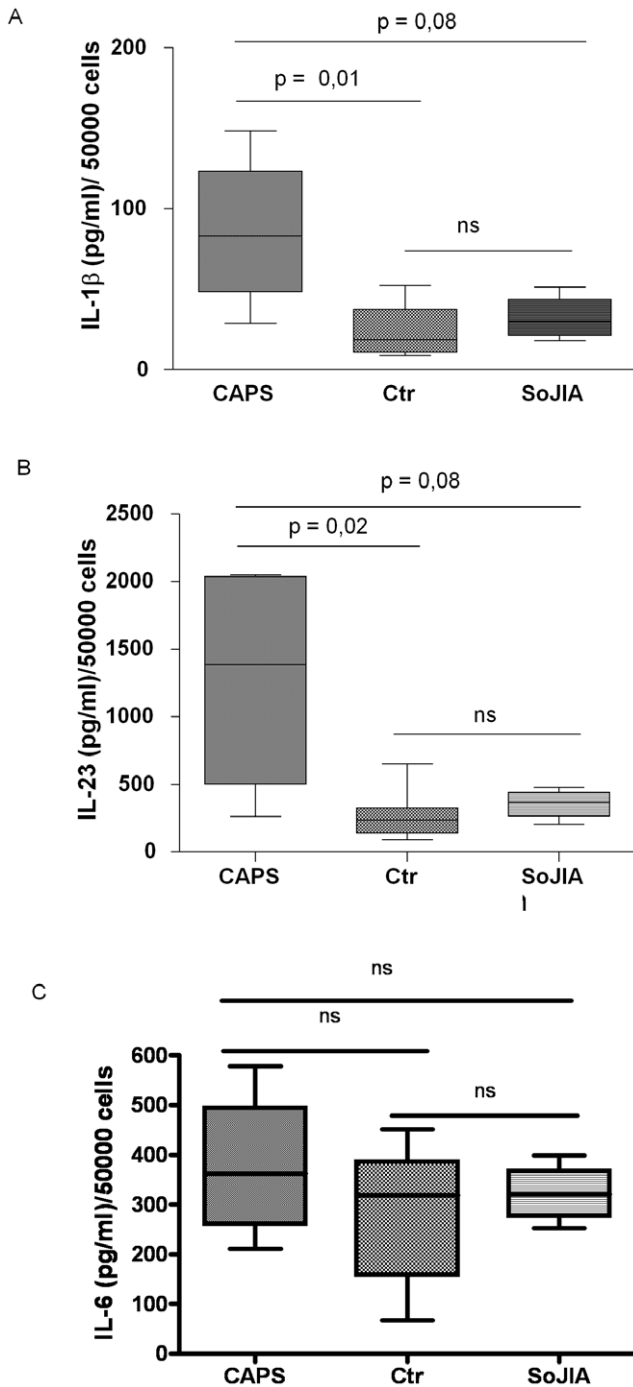 A
p = 0,08
200
p = 0,01
IL-1β (pg/ml)/ 50000 cells
100
ns
0
CAPS Ctr SoJIA
B
p = 0,08
2500
p = 0,02
2000
IL-23 (pg/ml)/50000 cells
1500
1000
ns
500
0
CAPS Ctr SoJIA
ns
C
ns
600
IL-6 (pg/ml)/50000 cells
500
ns
400
300
200
100
0
CAPS Ctr SoJIA